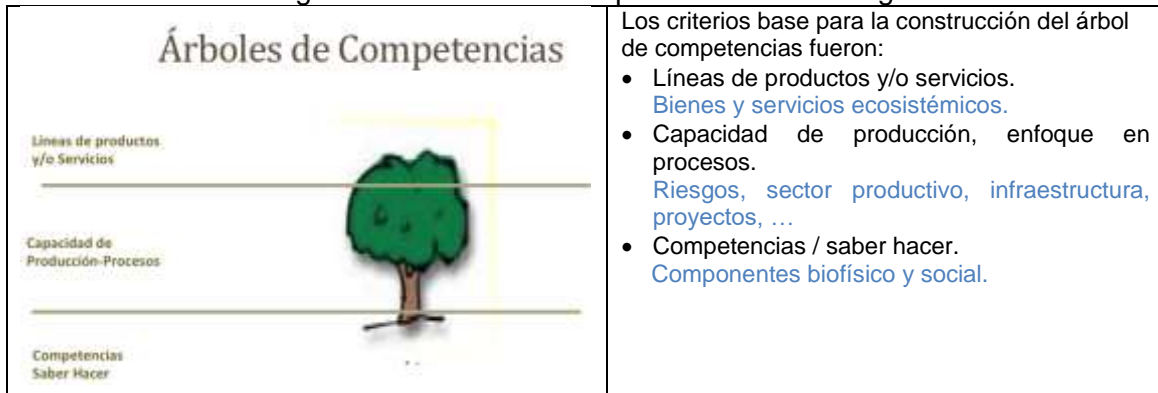 Árboles de Competencias
Líneas de productos
y/o Servicios
Capacidad de
Producción-Procesos
Competencias
Saber Hacer
Los criterios base para la construcción del árbol
de competencias fueron:
• Líneas de productos y/o servicios.
Bienes y servicios ecosistémicos.
• Capacidad de producción, enfoque en
procesos.
Riesgos, sector productivo, infraestructura,
proyectos, …
• Competencias / saber hacer.
Componentes biofísico y social.